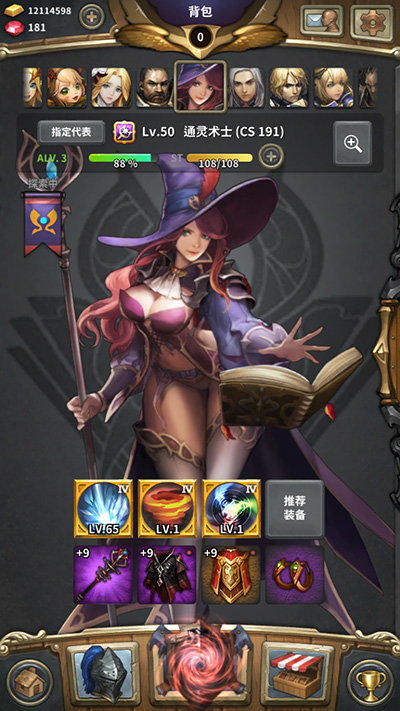 12114598
背包
181
0
指定代表
Lv.50 通灵术士 (CS 191)
ALV. 3
88 %
ST
108/108
探索中
IV
IV
IV
LV.65
LV.1
LV.1
推荐
装备
+9
+9
+9